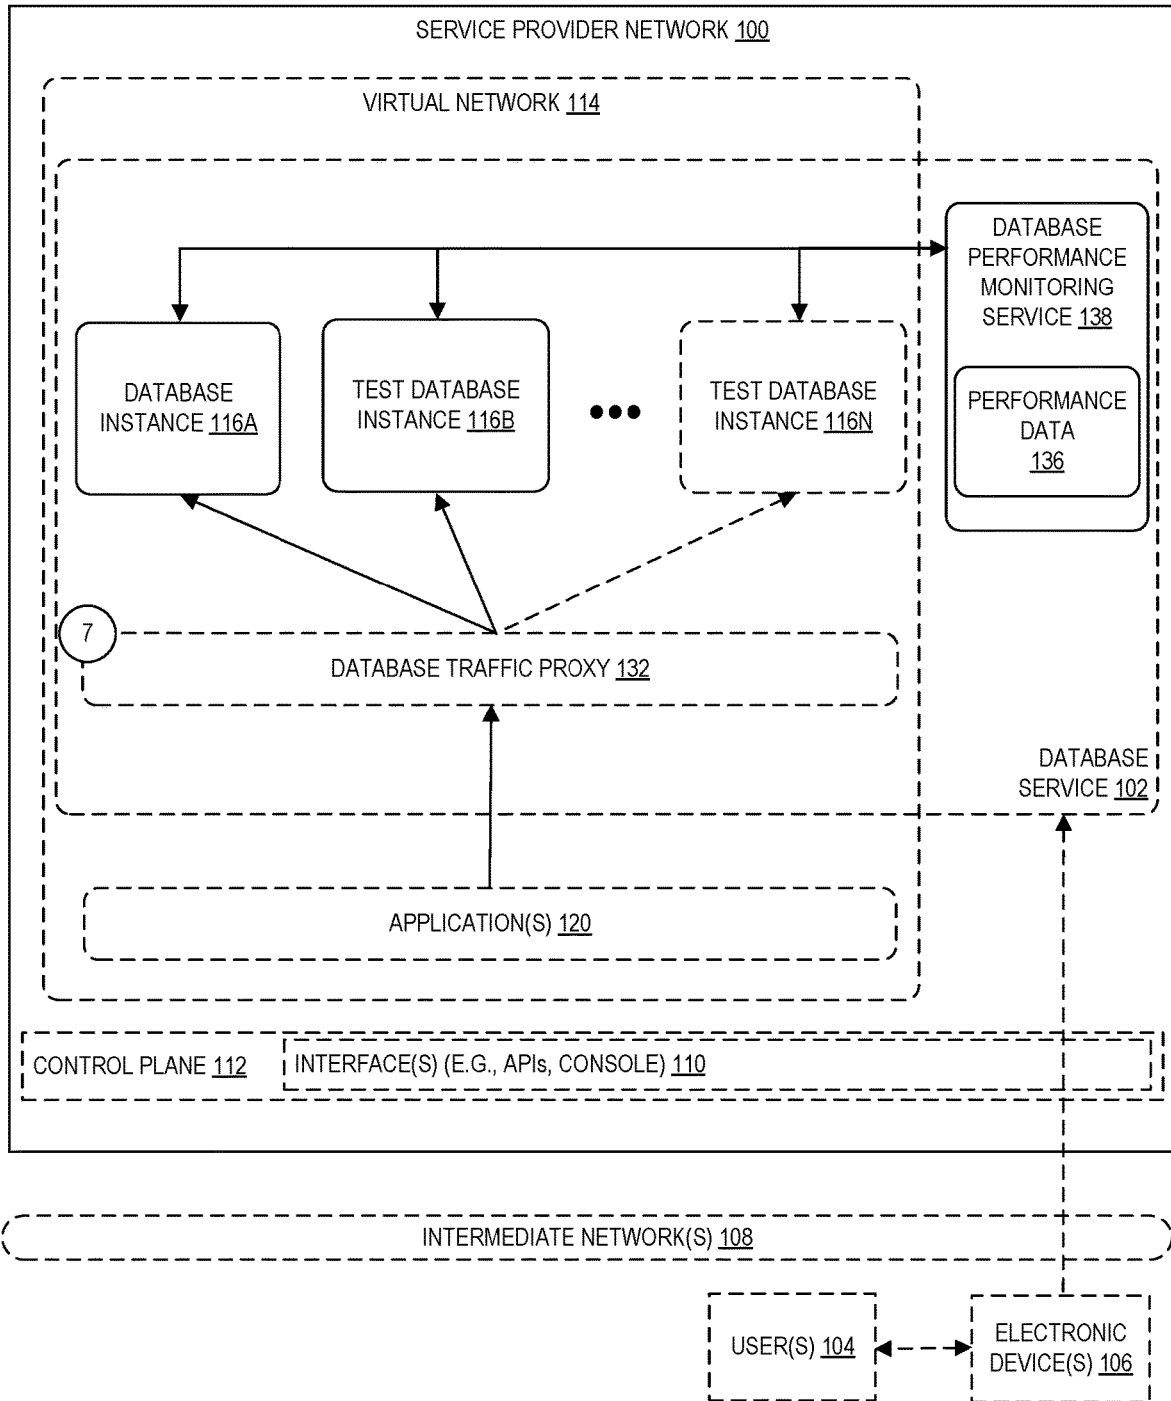 SERVICE PROVIDER NETWORK 100
VIRTUAL NETWORK 114
DATABASE
PERFORMANCE
MONITORING
SERVICE 138
PERFORMANCE
DATA
136
DATABASE
INSTANCE 116A
TEST DATABASE
INSTANCE 116B
TEST DATABASE
INSTANCE 116N
7
DATABASE TRAFFIC PROXY 132
DATABASE
SERVICE 102
APPLICATION(S) 120
CONTROL PLANE 112
INTERFACE(S) (E.G., APIs, CONSOLE) 110
INTERMEDIATE NETWORK(S) 108
USER(S) 104
ELECTRONIC
DEVICE(S) 106